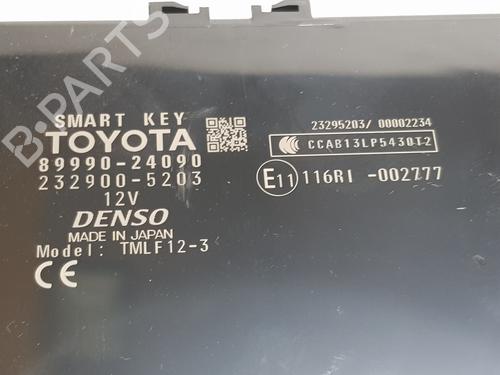 B-PARTS
SMART KEY
TOYOTA
89990-24090
232900-5203
12V
DENSO
MADE IN JAPAN
Model: TMLF12-3
CE
23295203/ 00002234
CCAB13LP5430T2
E11 116RI -002777